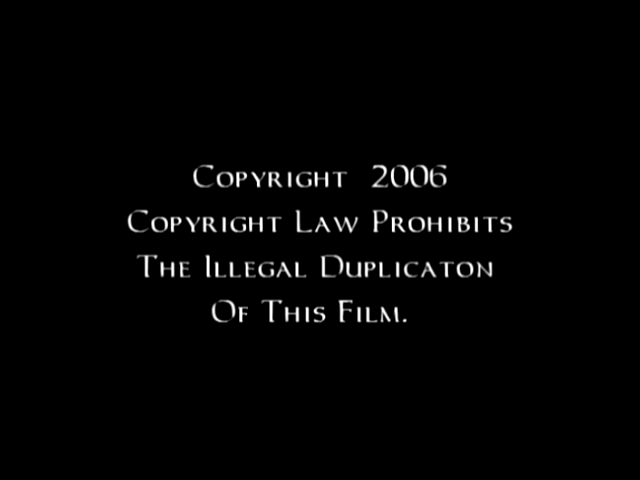 Copyright 2006
Copyright Law Prohibits
The Illegal Duplicaton
Of This Film.